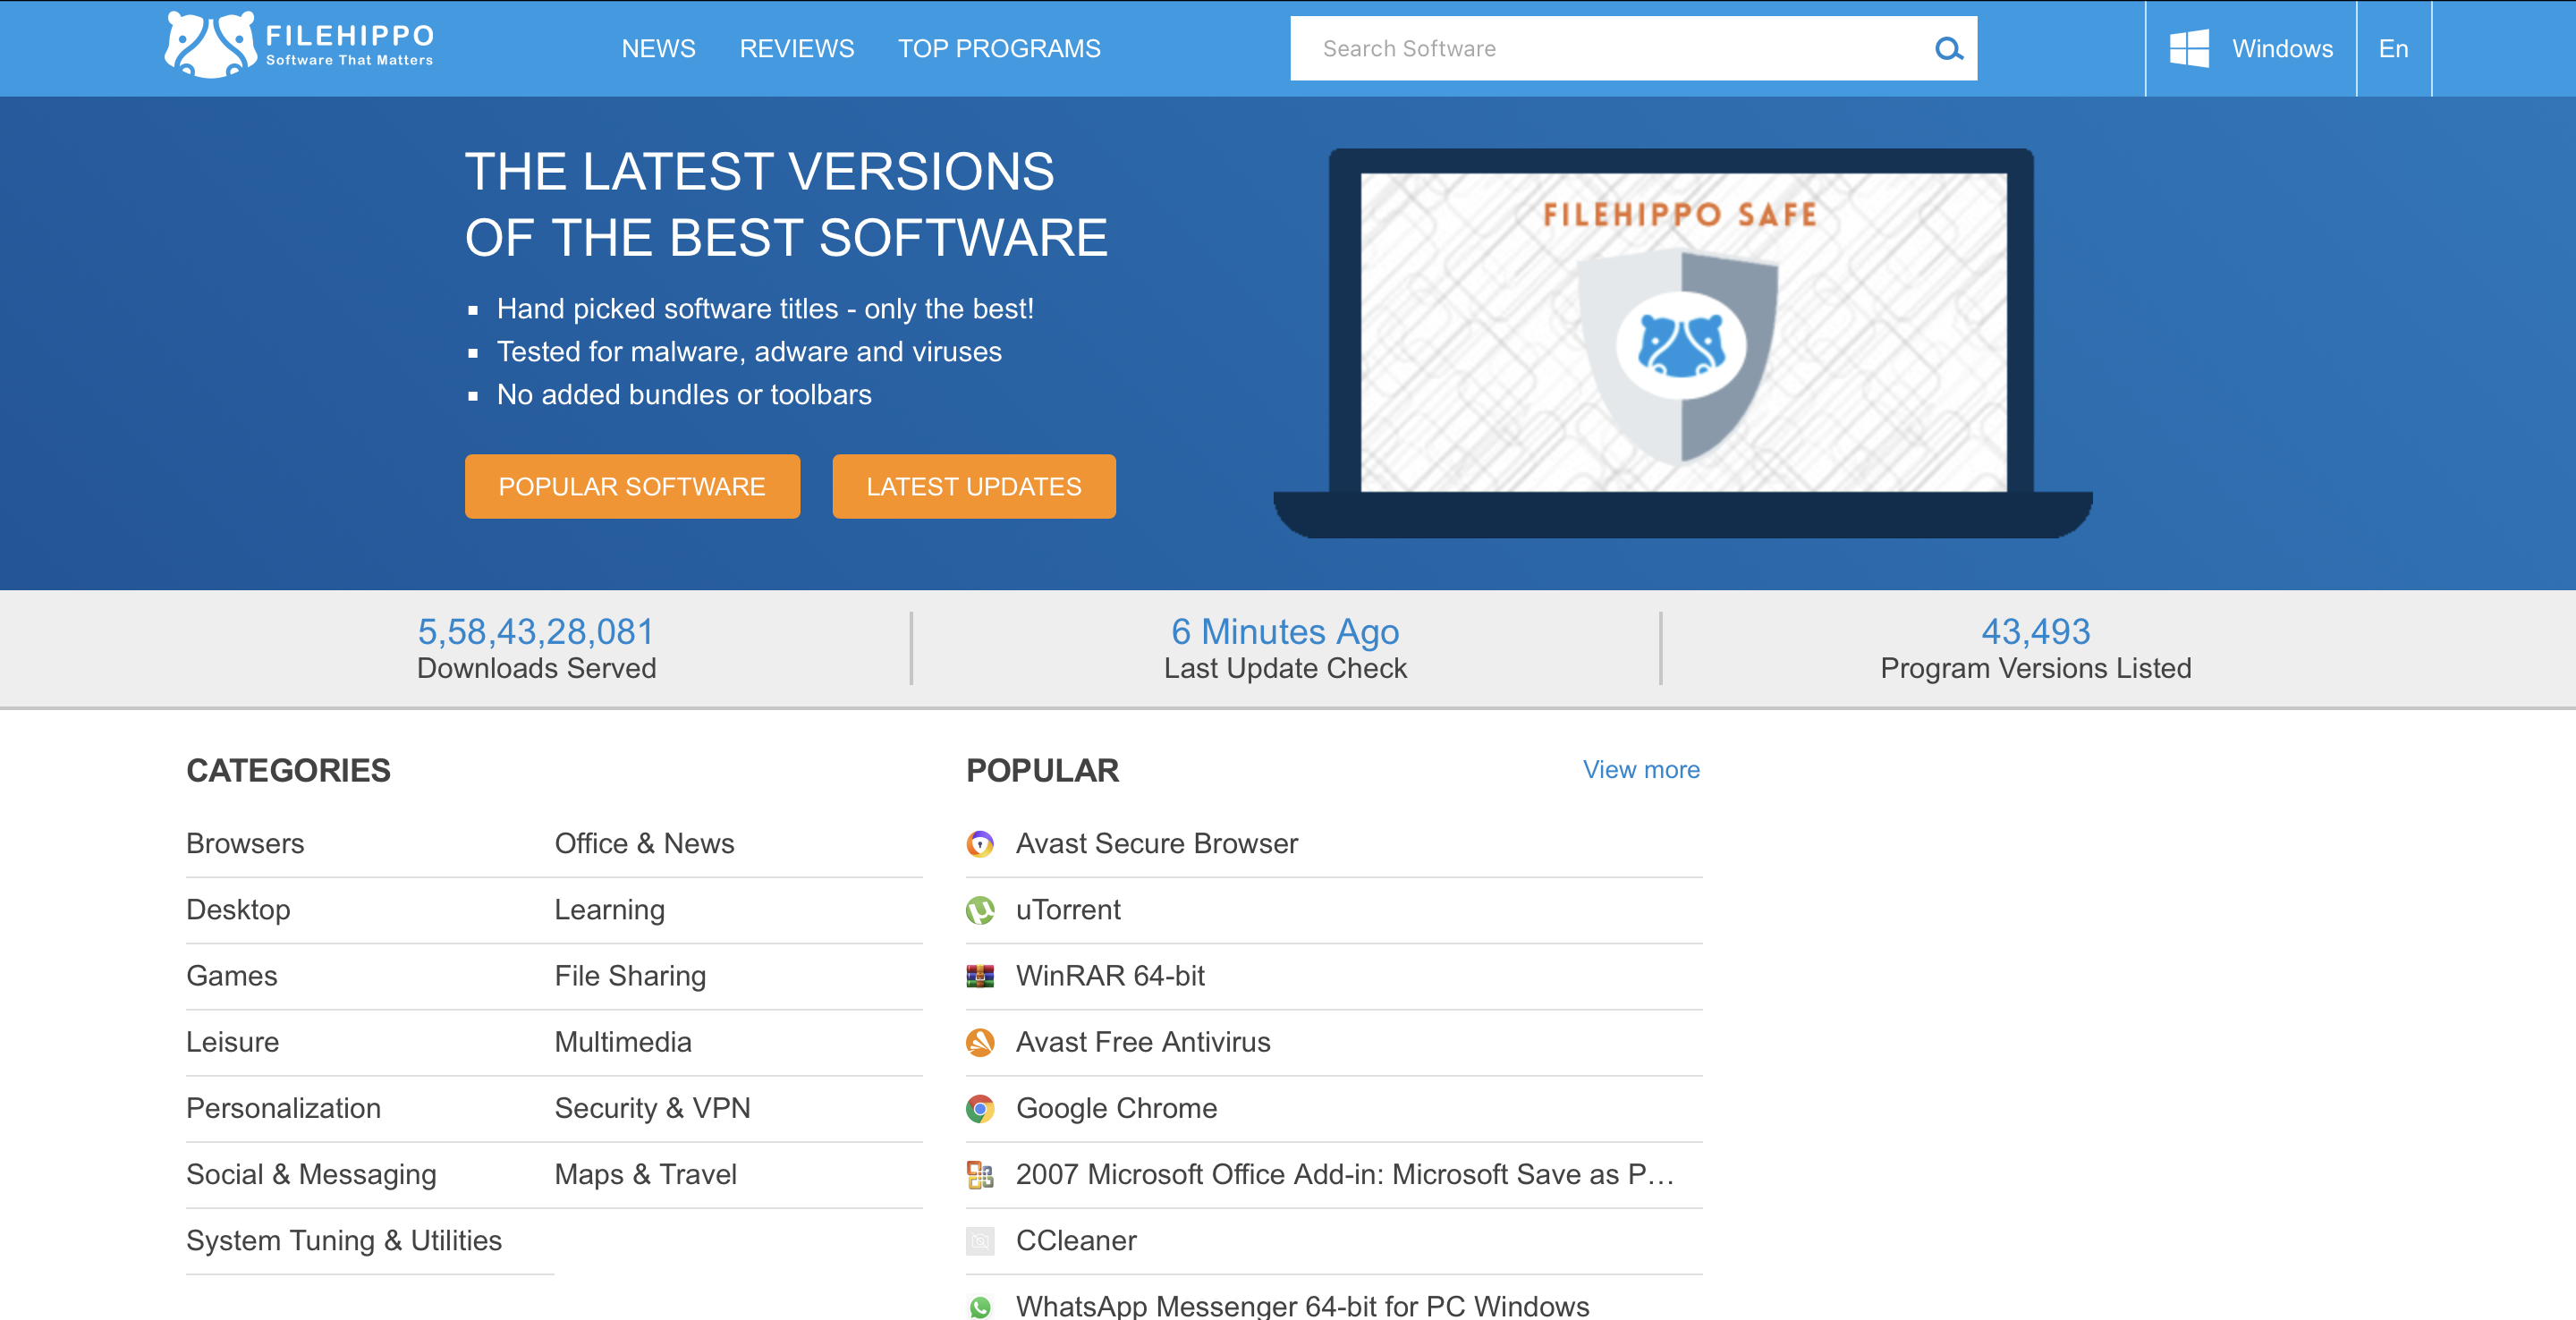 FILEHIPPO
Software That Matters
NEWS
REVIEWS
TOP PROGRAMS
Search Software
Windows
En
THE LATEST VERSIONS
OF THE BEST SOFTWARE
Hand picked software titles - only the best!
Tested for malware, adware and viruses
No added bundles or toolbars
POPULAR SOFTWARE
LATEST UPDATES
FILEHIPPO SAFE
5,58,43,28,081
Downloads Served
6 Minutes Ago
Last Update Check
43,493
Program Versions Listed
CATEGORIES
Browsers
Office & News
Desktop
Learning
Games
File Sharing
Leisure
Multimedia
Personalization
Security & VPN
Social & Messaging
Maps & Travel
System Tuning & Utilities
POPULAR
View more
Avast Secure Browser
uTorrent
WinRAR 64-bit
Avast Free Antivirus
Google Chrome
2007 Microsoft Office Add-in: Microsoft Save as P…
CCleaner
WhatsApp Messenger 64-bit for PC Windows